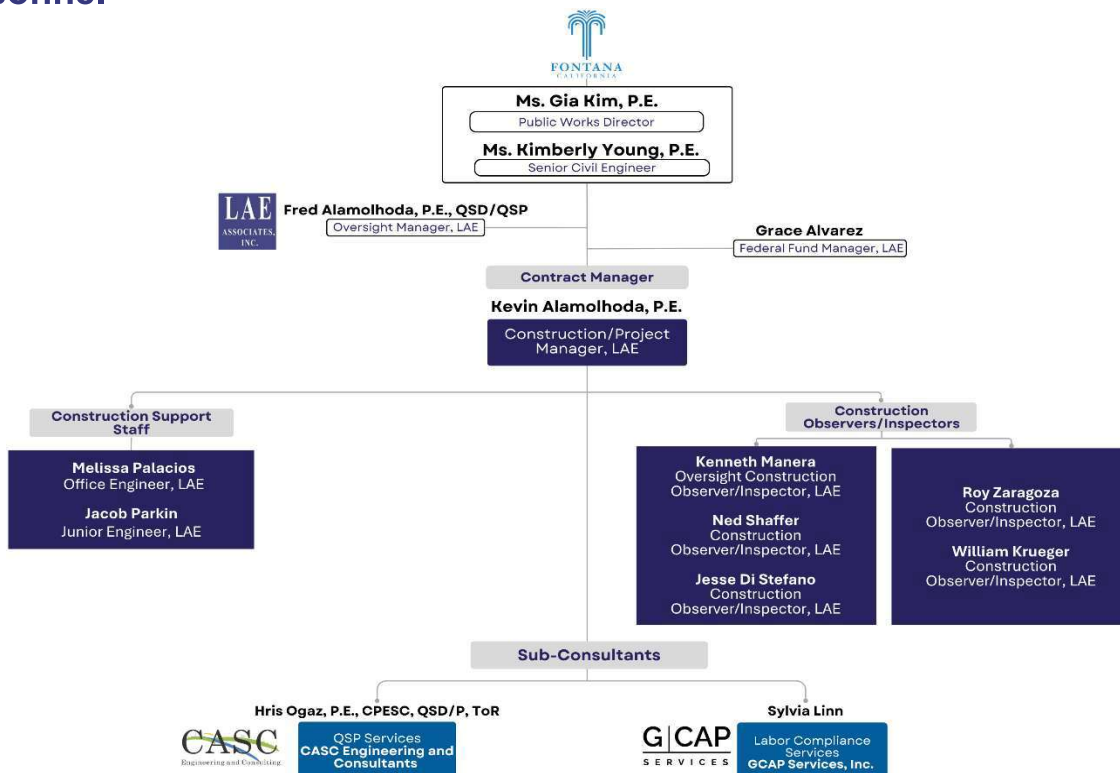 FONTANA
CALIFORNIA
Ms. Gia Kim, P.E.
Public Works Director
Ms. Kimberly Young, P.E.
Senior Civil Engineer
LAE
ASSOCIATES,
INC.
Fred Alamolhoda, P.E., QSD/QSP
Oversight Manager, LAE
Grace Alvarez
Federal Fund Manager, LAE
Contract Manager
Kevin Alamolhoda, P.E.
Construction/Project
Manager, LAE
Construction Support
Staff
Melissa Palacios
Office Engineer, LAE
Jacob Parkin
Junior Engineer, LAE
Construction
Observers/Inspectors
Kenneth Manera
Oversight Construction
Observer/Inspector, LAE
Ned Shaffer
Construction
Observer/Inspector, LAE
Jesse Di Stefano
Construction
Observer/Inspector, LAE
Roy Zaragoza
Construction
Observer/Inspector, LAE
William Krueger
Construction
Observer/Inspector, LAE
Sub-Consultants
Hris Ogaz, P.E., CPESC, QSD/P, ToR
CASC
Engineering and Consulting
QSP Services
CASC Engineering and
Consultants
Sylvia Linn
G|CAP
SERVICES
Labor Compliance
Services
GCAP Services, Inc.